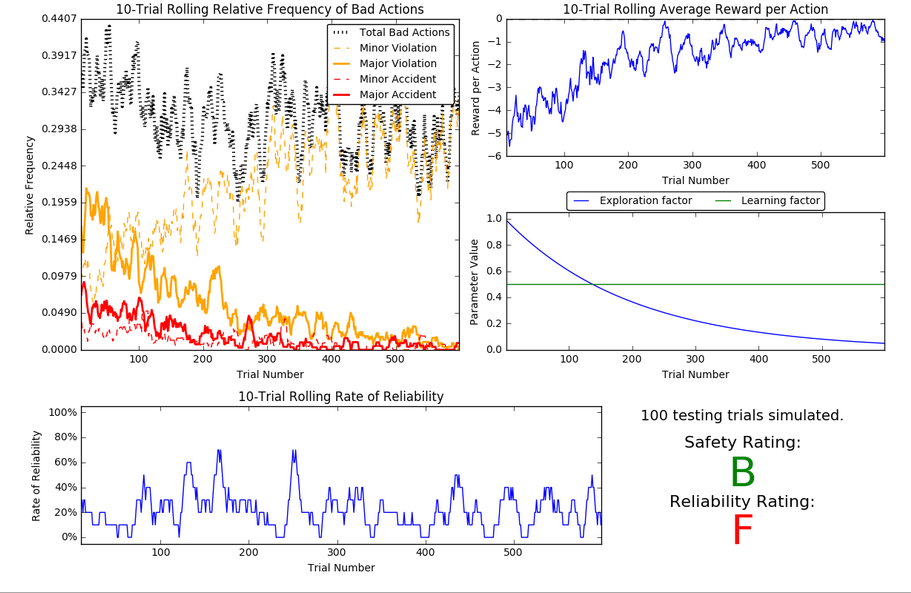 10-Trial Rolling Relative Frequency of Bad Actions
0.4407
0.3917
0.3427
0.2938
0.2448
0.1959
0.1469
0.0979
0.0490
0.0000
Relative Frequency
Total Bad Actions
Minor Violation
Major Violation
Minor Accident
Major Accident
100 200 300 400 500
Trial Number
10-Trial Rolling Average Reward per Action
0
−1
−2
−3
−4
−5
−6
Reward per Action
100 200 300 400 500
Trial Number
Exploration factor Learning factor
1.0
0.8
0.6
0.4
0.2
0.0
Parameter Value
100 200 300 400 500
Trial Number
10-Trial Rolling Rate of Reliability
100%
80%
60%
40%
20%
0%
Rate of Reliability
100 200 300 400 500
Trial Number
100 testing trials simulated.
Safety Rating:
B
Reliability Rating:
F